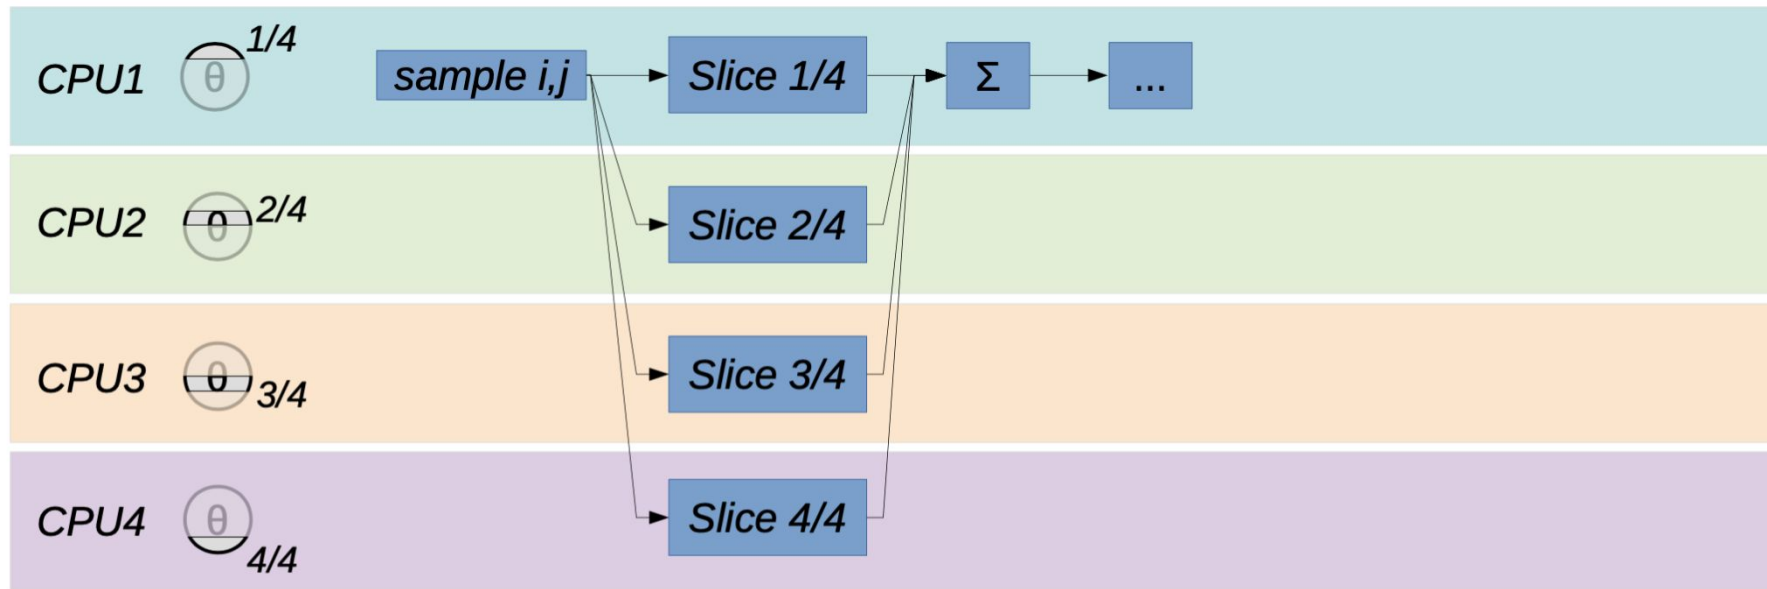 CPU1 θ 1/4 sample i,j Slice 1/4 Σ ...
CPU2 θ 2/4 Slice 2/4
CPU3 θ 3/4 Slice 3/4
CPU4 θ 4/4 Slice 4/4